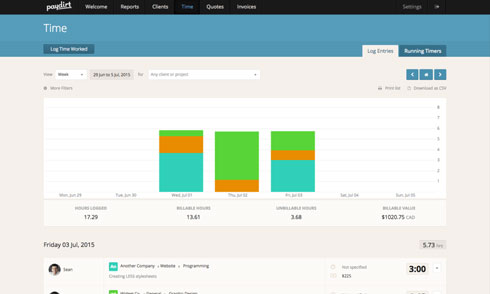 paydirt Welcome Reports Clients Time Quotes Invoices Settings
Time
Log Time Worked
Log Entries Running Timers
View Week 29 Jun to 5 Jul, 2015 for Any client or project
More Filters Print list Download as CSV
8
7
6
5
4
3
2
1
Mon, Jun 29 Tue, Jun 30 Wed, Jul 01 Thu, Jul 02 Fri, Jul 03 Sat, Jul 04 Sun, Jul 05
HOURS LOGGED BILLABLE HOURS UNBILLABLE HOURS BILLABLE VALUE
17.29 13.61 3.68 $1020.75 CAD
Friday 03 Jul, 2015 5.73 hrs
Sean Another Company Website Programming Not specified 3:00
Creating LESS stylesheets $225